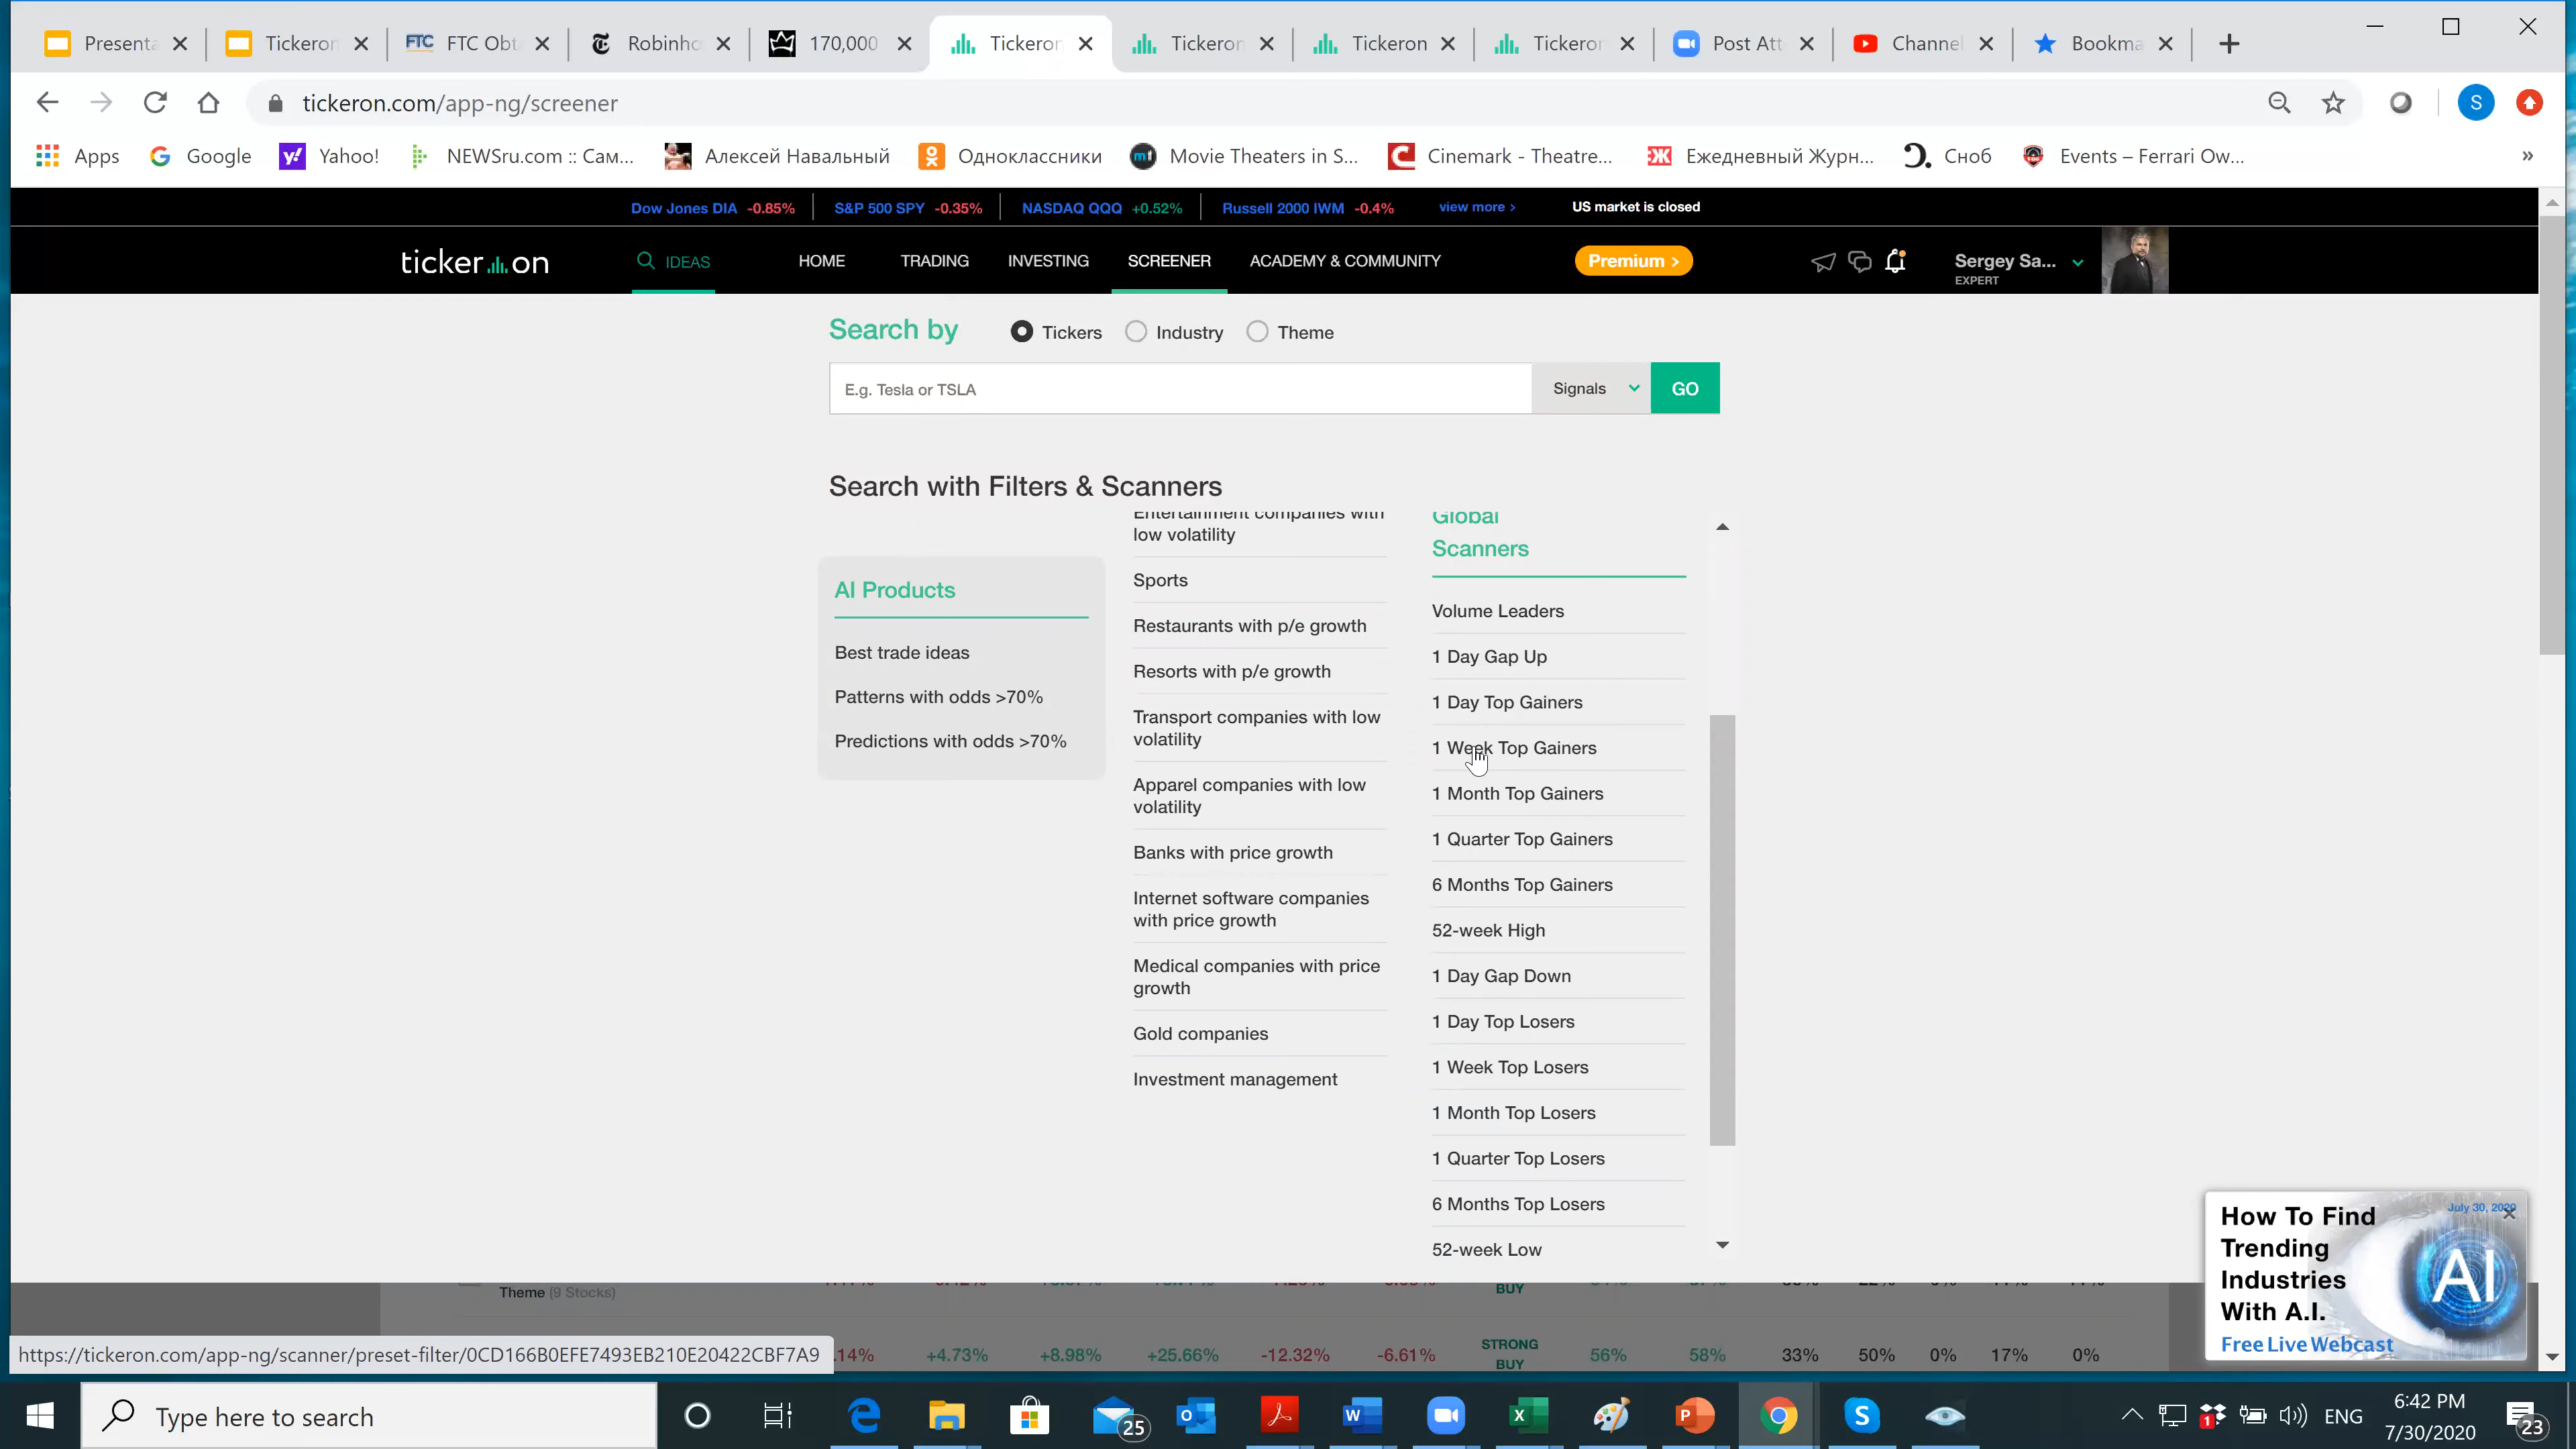 Presenta
Tickeron
FTC FTC Obt
Robinho
170,000
Tickeron
Tickeron
Tickeron
Tickeron
Post Att
Channel
Bookma
tickeron.com/app-ng/screener
S
Apps
Google
Yahoo!
NEWSru.com :: Сам...
Алексей Навальный
Одноклассники
Movie Theaters in S...
Cinemark - Theatre...
Ежедневный Журн...
Сноб
Events – Ferrari Ow...
»
Dow Jones DIA -0.85%
S&P 500 SPY -0.35%
NASDAQ QQQ +0.52%
Russell 2000 IWM -0.4%
view more >
US market is closed
tickeron
IDEAS
HOME
TRADING
INVESTING
SCREENER
ACADEMY & COMMUNITY
Premium >
Sergey Sa...
EXPERT
Search by
Tickers
Industry
Theme
E.g. Tesla or TSLA
Signals
GO
Search with Filters & Scanners
AI Products
Best trade ideas
Patterns with odds >70%
Predictions with odds >70%
Entertainment companies with
low volatility
Sports
Restaurants with p/e growth
Resorts with p/e growth
Transport companies with low
volatility
Apparel companies with low
volatility
Banks with price growth
Internet software companies
with price growth
Medical companies with price
growth
Gold companies
Investment management
Global
Scanners
Volume Leaders
1 Day Gap Up
1 Day Top Gainers
1 Week Top Gainers
1 Month Top Gainers
1 Quarter Top Gainers
6 Months Top Gainers
52-week High
1 Day Gap Down
1 Day Top Losers
1 Week Top Losers
1 Month Top Losers
1 Quarter Top Losers
6 Months Top Losers
52-week Low
July 30, 2020
How To Find
Trending
Industries
With A.I.
AI
Free Live Webcast
Theme (9 Stocks)
BUY
https://tickeron.com/app-ng/scanner/preset-filter/0CD166B0EFE7493EB210E20422CBF7A9
.14% +4.73% +8.98% +25.66% -12.32% -6.61% STRONG BUY 56% 58% 33% 50% 0% 17% 0%
Type here to search
25
1
ENG
6:42 PM
7/30/2020
23